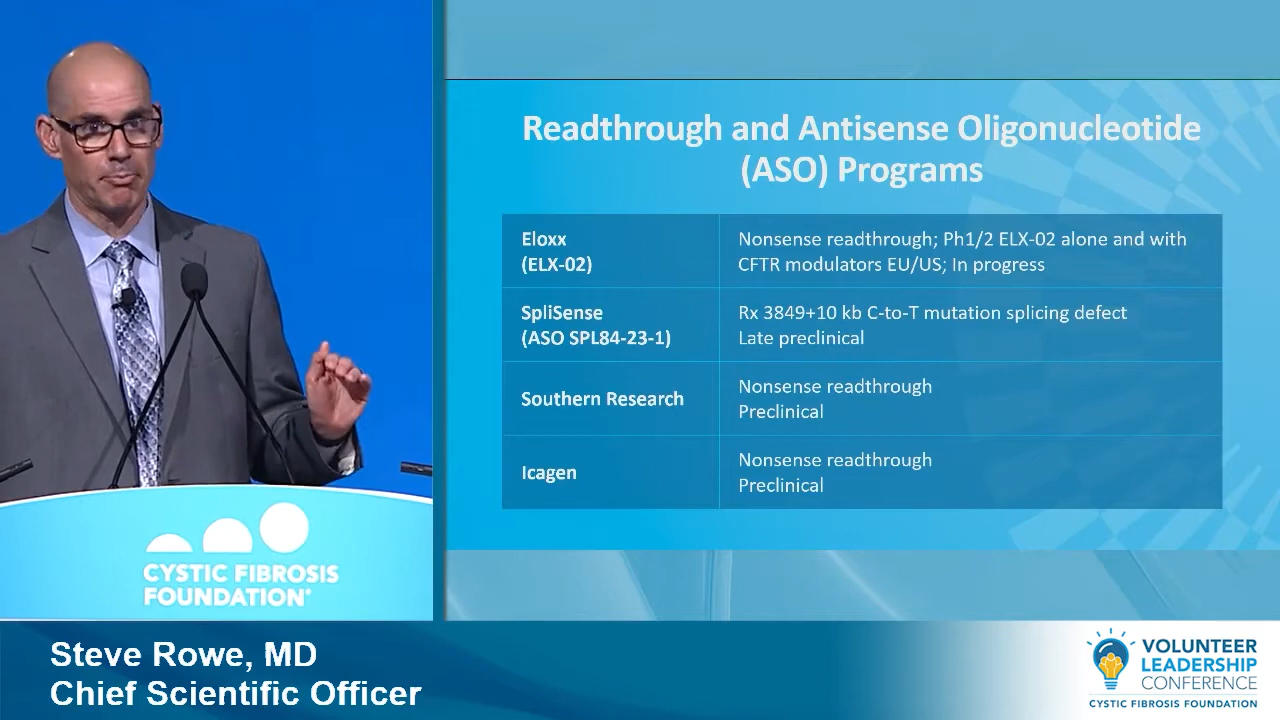 Readthrough and Antisense Oligonucleotide
(ASO) Programs
Eloxx
(ELX-02)
Nonsense readthrough; Ph1/2 ELX-02 alone and with
CFTR modulators EU/US; In progress
SpliSense
(ASO SPL84-23-1)
Rx 3849+10 kb C-to-T mutation splicing defect
Late preclinical
Southern Research
Nonsense readthrough
Preclinical
Icagen
Nonsense readthrough
Preclinical
CYSTIC FIBROSIS
FOUNDATION®
Steve Rowe, MD
Chief Scientific Officer
VOLUNTEER
LEADERSHIP
CONFERENCE
CYSTIC FIBROSIS FOUNDATION